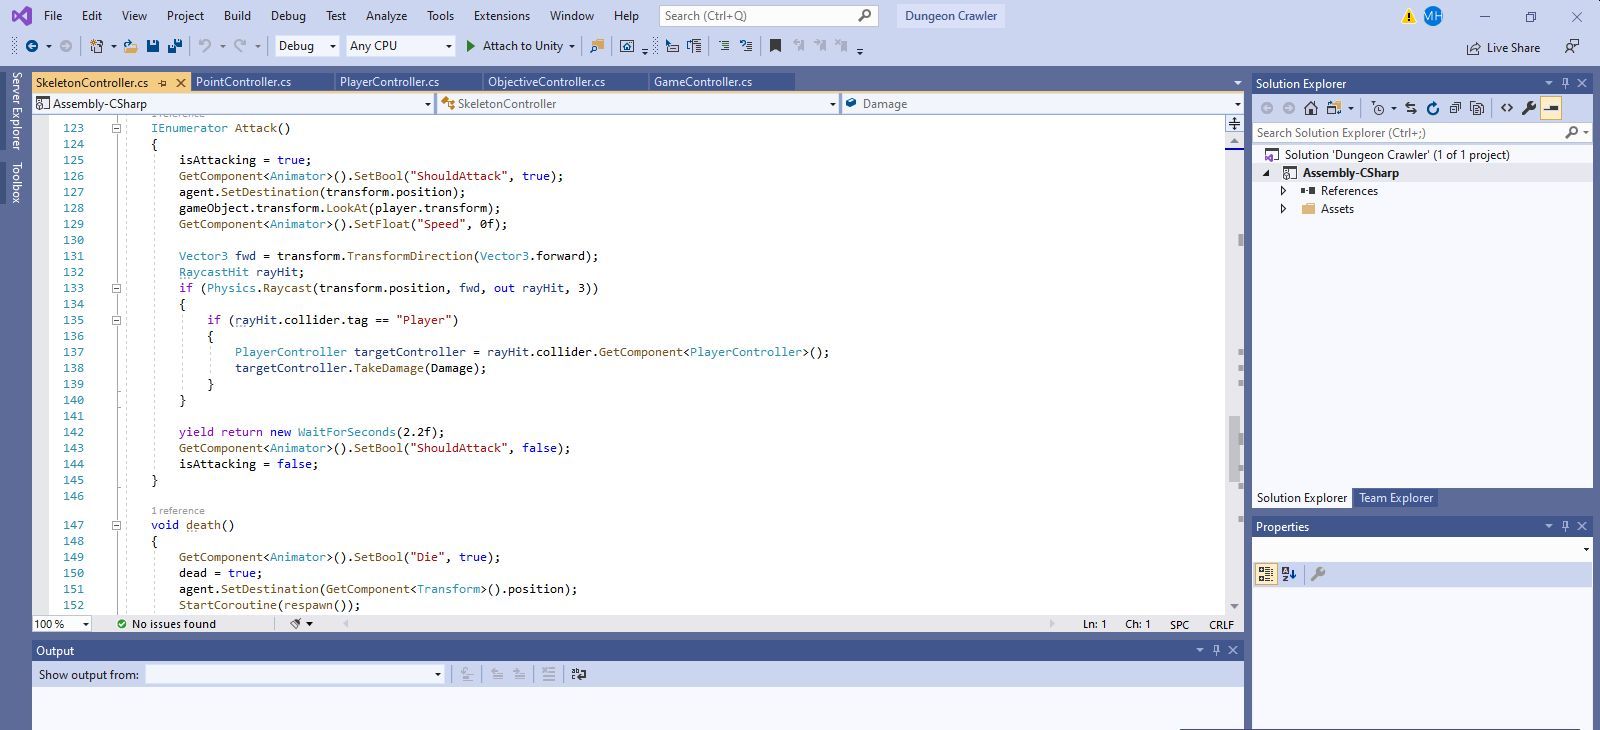 File Edit View Project Build Debug Test Analyze Tools Extensions Window Help Search (Ctrl+Q) Dungeon Crawler MH
Debug Any CPU Attach to Unity Live Share
Server Explorer
Toolbox
SkeletonController.cs PointController.cs PlayerController.cs ObjectiveController.cs GameController.cs
Assembly-CSharp SkeletonController Damage
123 IEnumerator Attack()
124 {
125 isAttacking = true;
126 GetComponent<Animator>().SetBool("ShouldAttack", true);
127 agent.SetDestination(transform.position);
128 gameObject.transform.LookAt(player.transform);
129 GetComponent<Animator>().SetFloat("Speed", 0f);
130
131 Vector3 fwd = transform.TransformDirection(Vector3.forward);
132 RaycastHit rayHit;
133 if (Physics.Raycast(transform.position, fwd, out rayHit, 3))
134 {
135 if (rayHit.collider.tag == "Player")
136 {
137 PlayerController targetController = rayHit.collider.GetComponent<PlayerController>();
138 targetController.TakeDamage(Damage);
139 }
140 }
141
142 yield return new WaitForSeconds(2.2f);
143 GetComponent<Animator>().SetBool("ShouldAttack", false);
144 isAttacking = false;
145 }
146
1 reference
147 void death()
148 {
149 GetComponent<Animator>().SetBool("Die", true);
150 dead = true;
151 agent.SetDestination(GetComponent<Transform>().position);
152 StartCoroutine(respawn());
100 % No issues found Ln: 1 Ch: 1 SPC CRLF
Output
Show output from:
Solution Explorer
Search Solution Explorer (Ctrl+;)
Solution 'Dungeon Crawler' (1 of 1 project)
Assembly-CSharp
References
Assets
Solution Explorer Team Explorer
Properties